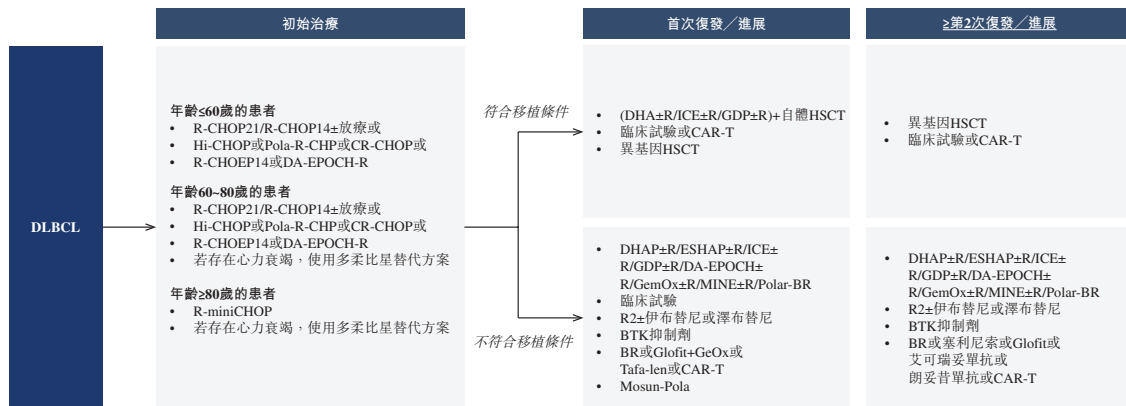 初始治療
首次復發／進展
≥第2次復發／進展
DLBCL
年齡≤60歲的患者
• R-CHOP21/R-CHOP14±放療或
• Hi-CHOP或Pola-R-CHP或CR-CHOP或
• R-CHOEP14或DA-EPOCH-R
年齡60~80歲的患者
• R-CHOP21/R-CHOP14±放療或
• Hi-CHOP或Pola-R-CHP或CR-CHOP或
• R-CHOEP14或DA-EPOCH-R
• 若存在心力衰竭，使用多柔比星替代方案
年齡≥80歲的患者
• R-miniCHOP
• 若存在心力衰竭，使用多柔比星替代方案
符合移植條件
• (DHA±R/ICE±R/GDP±R)+自體HSCT
• 臨床試驗或CAR-T
• 異基因HSCT
• 異基因HSCT
• 臨床試驗或CAR-T
不符合移植條件
• DHAP±R/ESHAP±R/ICE±
R/GDP±R/DA-EPOCH±
R/GemOx±R/MINE±R/Polar-BR
• 臨床試驗
• R2±伊布替尼或澤布替尼
• BTK抑制劑
• BR或Glofit+GeOx或
Tafa-len或CAR-T
• Mosun-Pola
• DHAP±R/ESHAP±R/ICE±
R/GDP±R/DA-EPOCH±
R/GemOx±R/MINE±R/Polar-BR
• R2±伊布替尼或澤布替尼
• BTK抑制劑
• BR或塞利尼索或Glofit或
艾可瑞妥單抗或
朗妥昔單抗或CAR-T